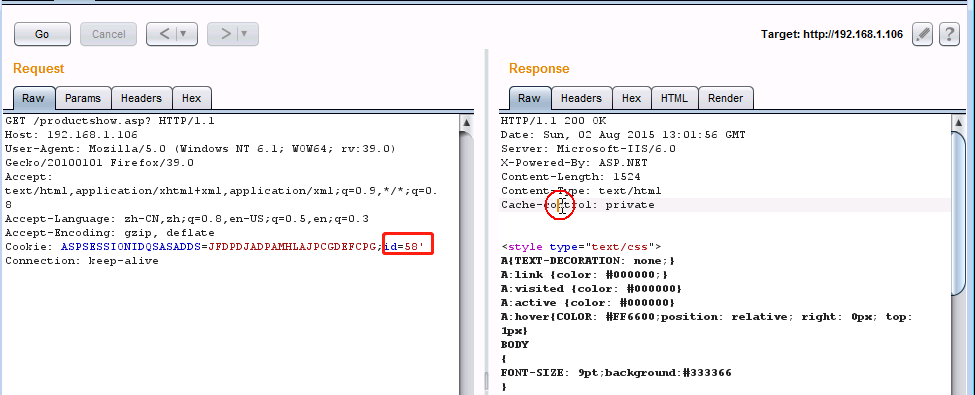 Go
Cancel
<
>
Target: http://192.168.1.106
?
Request
Raw
Params
Headers
Hex
GET /productshow.asp? HTTP/1.1
Host: 192.168.1.106
User-Agent: Mozilla/5.0 (Windows NT 6.1; WOW64; rv:39.0)
Gecko/20100101 Firefox/39.0
Accept:
text/html,application/xhtml+xml,application/xml;q=0.9,*/*;q=0.
8
Accept-Language: zh-CN,zh;q=0.8,en-US;q=0.5,en;q=0.3
Accept-Encoding: gzip, deflate
Cookie: ASPSESSIONIDQSASADDS=JFDPDJADPAMHLAJPCGDEFCPG;id=58'
Connection: keep-alive
Response
Raw
Headers
Hex
HTML
Render
HTTP/1.1 200 OK
Date: Sun, 02 Aug 2015 13:01:56 GMT
Server: Microsoft-IIS/6.0
X-Powered-By: ASP.NET
Content-Length: 1524
Content-Type: text/html
Cache-control: private
<style type="text/css">
A{TEXT-DECORATION: none;}
A:link {color: #000000;}
A:visited {color: #000000}
A:active {color: #000000}
A:hover{COLOR: #FF6600;position: relative; right: 0px; top:
1px}
BODY
{
FONT-SIZE: 9pt;background:#333366
}